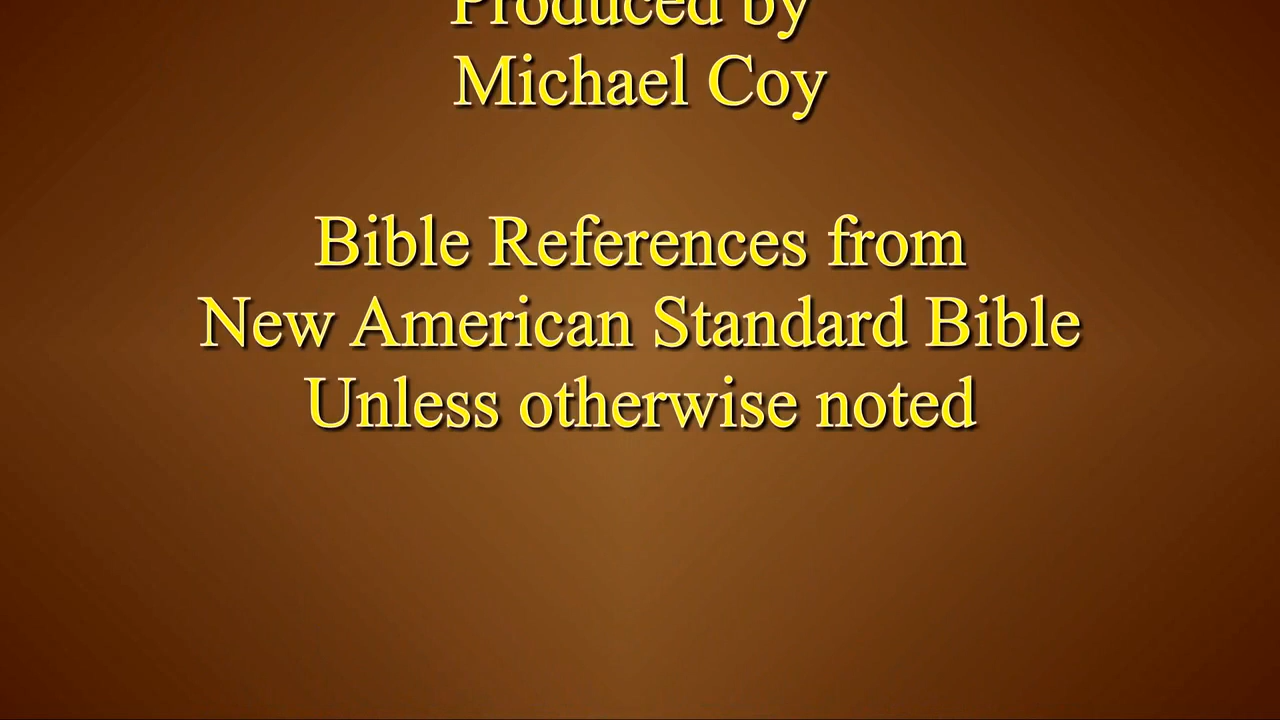 Produced by
Michael Coy
Bible References from
New American Standard Bible
Unless otherwise noted